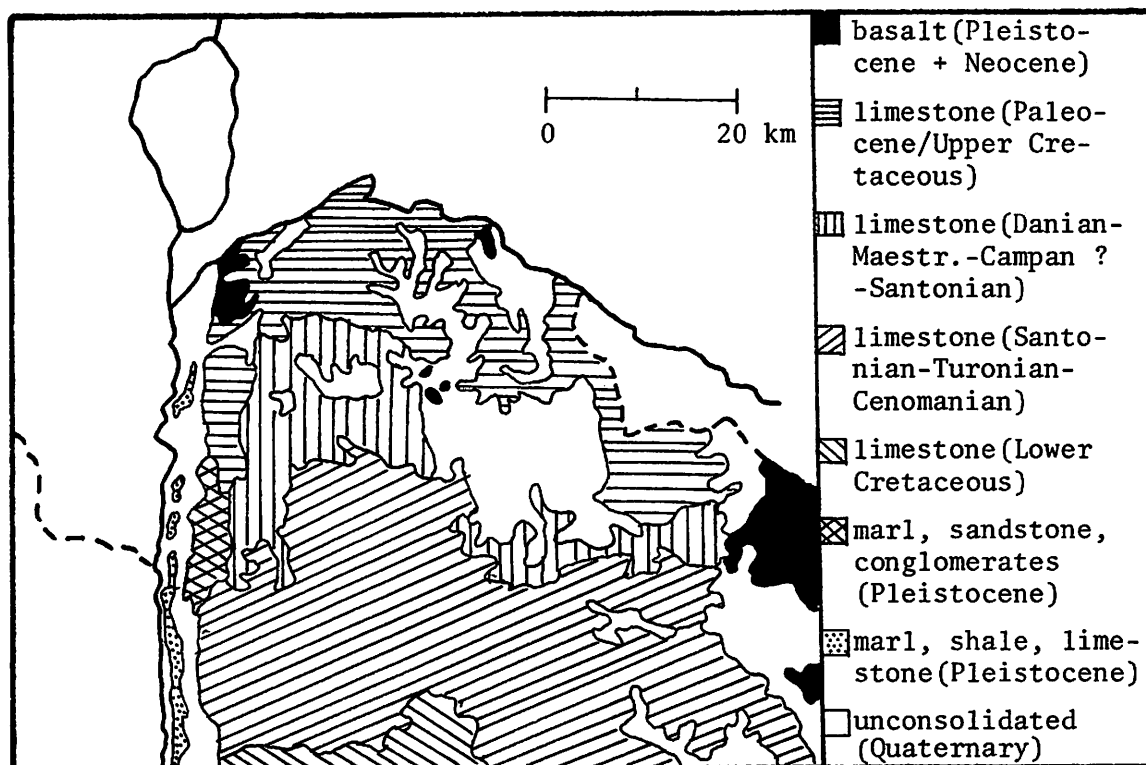 basalt(Pleisto-
cene + Neocene)
limestone(Paleo-
cene/Upper Cre-
taceous)
limestone(Danian-
Maestr.-Campan ?
-Santonian)
limestone(Santo-
nian-Turonian-
Cenomanian)
limestone(Lower
Cretaceous)
marl, sandstone,
conglomerates
(Pleistocene)
marl, shale, lime-
stone(Pleistocene)
unconsolidated
(Quaternary)
0 20 km